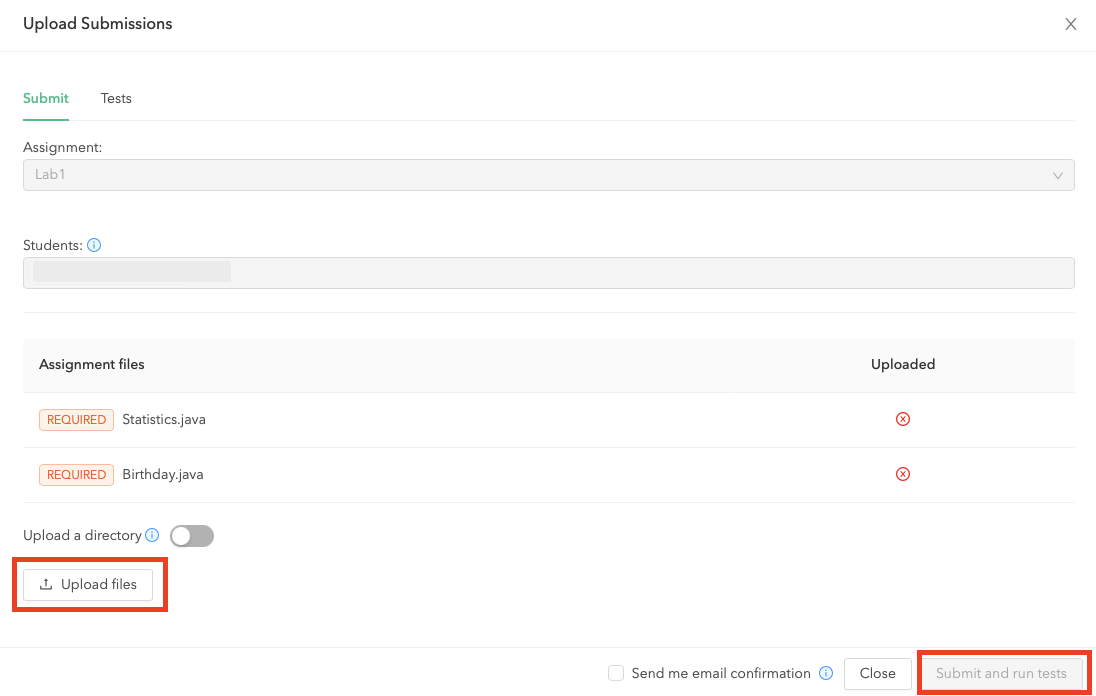 Upload Submissions
Submit Tests
Assignment:
Lab1
Students:
Assignment files Uploaded
REQUIRED Statistics.java
REQUIRED Birthday.java
Upload a directory
Upload files
Send me email confirmation Close Submit and run tests